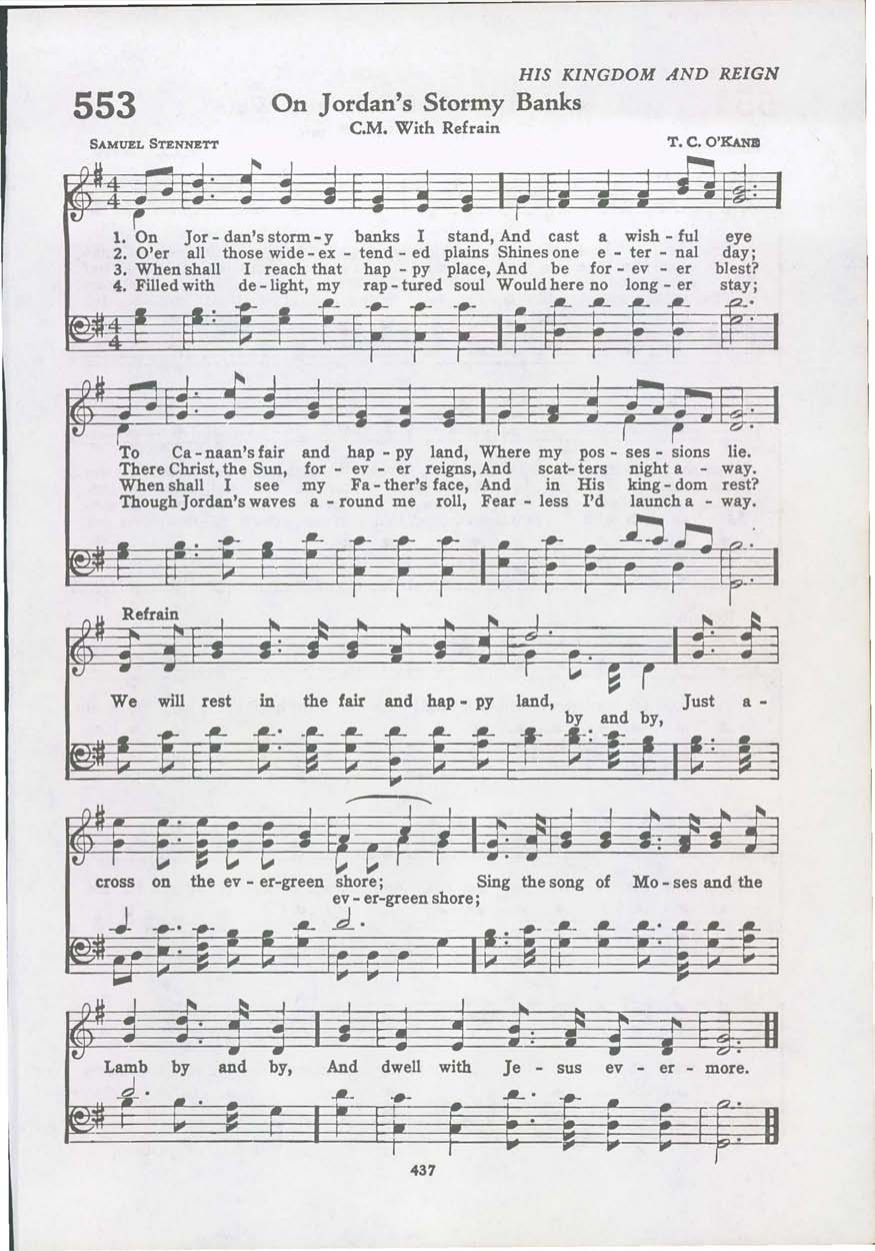 HIS KINGDOM AND REIGN
553
On Jordan's Stormy Banks
C.M. With Refrain
SAMUEL STENNETT
T. C. O'KANE
4
4
1. On Jor - dan's storm - y banks I stand, And cast a wish - ful eye
2. O'er all those wide - ex - tend - ed plains Shines one e - ter - nal day;
3. When shall I reach that hap - py place, And be for - ev - er blest?
4. Filled with de - light, my rap - tured soul Would here no long - er stay;
4
4
To Ca - naan's fair and hap - py land, Where my pos - ses - sions lie.
There Christ, the Sun, for - ev - er reigns, And scat - ters night a - way.
When shall I see my Fa - ther's face, And in His king - dom rest?
Though Jordan's waves a - round me roll, Fear - less I'd launch a - way.
Refrain
We will rest in the fair and hap - py land, Just a -
by and by,
cross on the ev - er-green shore; Sing the song of Mo - ses and the
ev - er-green shore;
Lamb by and by, And dwell with Je - sus ev - er - more.
437